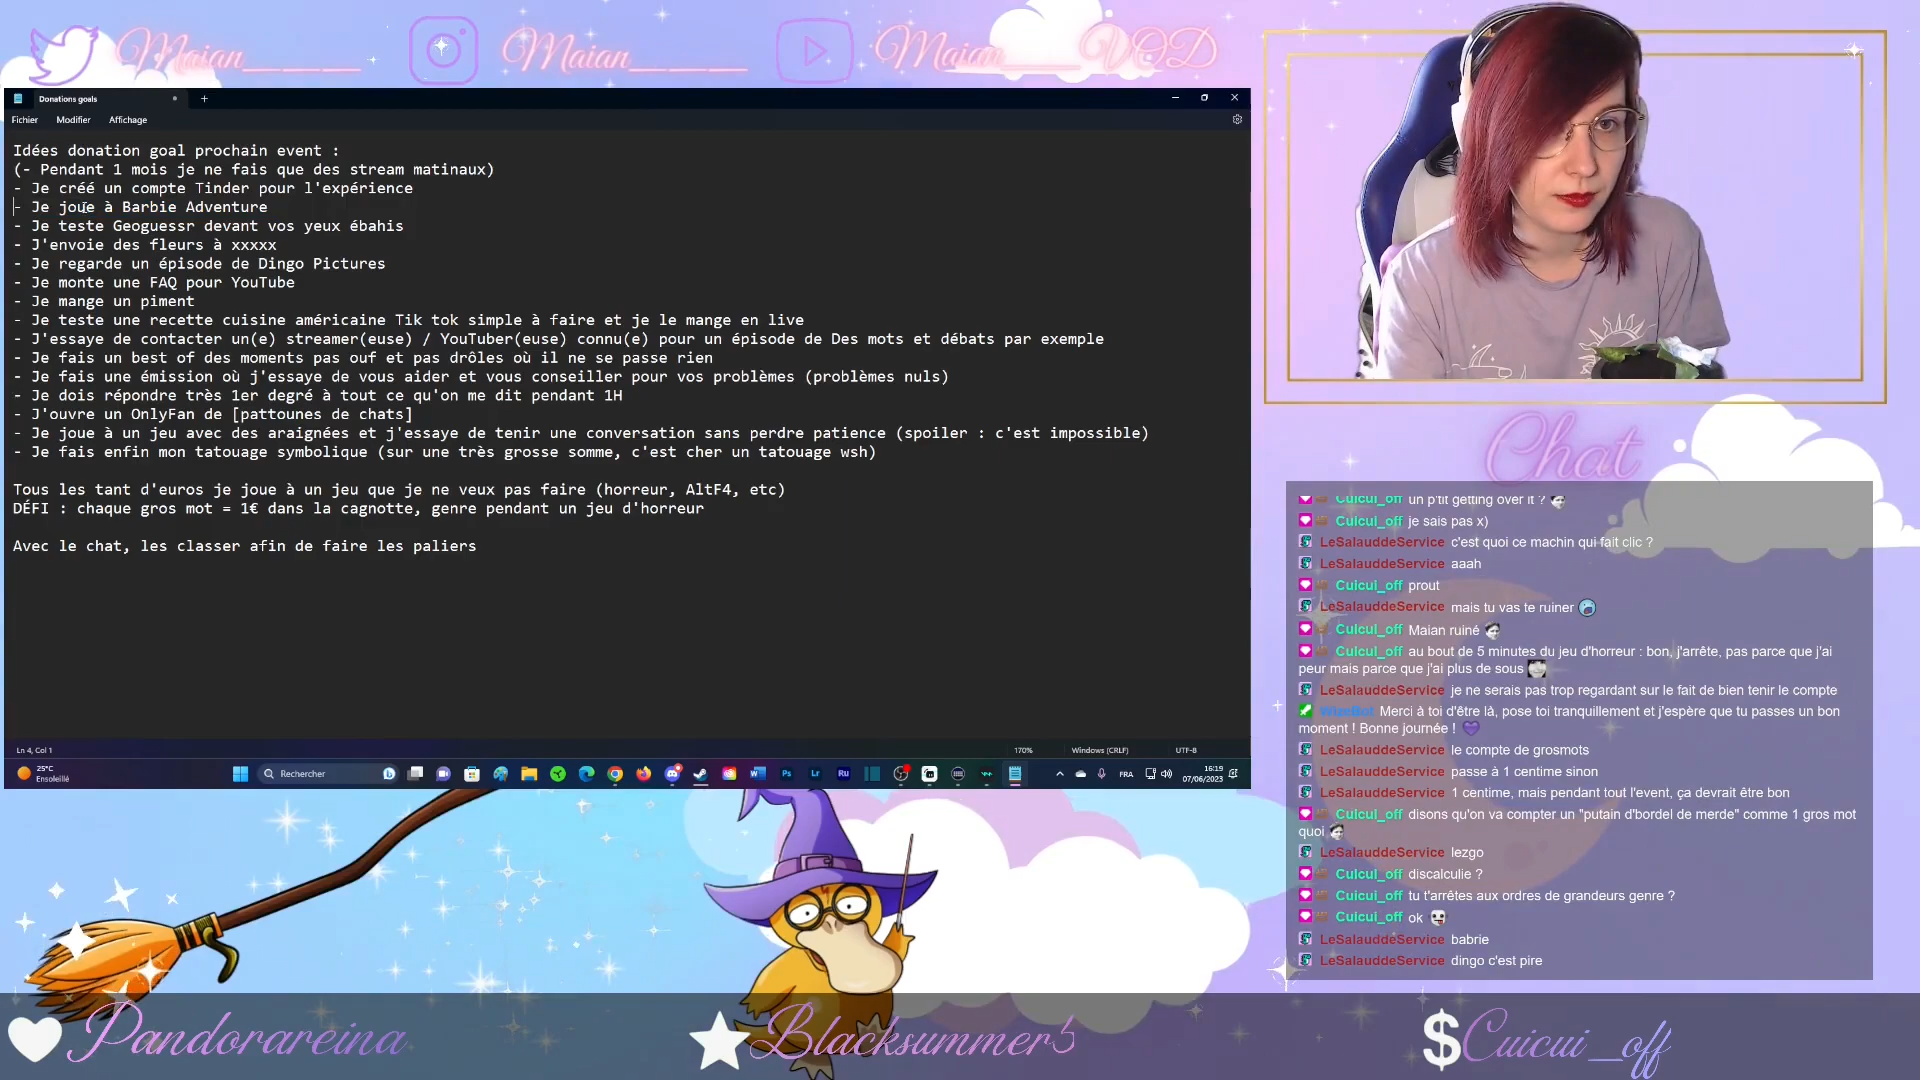 Maian_____
Maian_____
Maian____VOD
Donations goals
Fichier Modifier Affichage
Idées donation goal prochain event :
(- Pendant 1 mois je ne fais que des stream matinaux)
- Je créé un compte Tinder pour l'expérience
- Je joue à Barbie Adventure
- Je teste Geoguessr devant vos yeux ébahis
- J'envoie des fleurs à xxxxx
- Je regarde un épisode de Dingo Pictures
- Je monte une FAQ pour YouTube
- Je mange un piment
- Je teste une recette cuisine américaine Tik tok simple à faire et je le mange en live
- J'essaye de contacter un(e) streamer(euse) / YouTuber(euse) connu(e) pour un épisode de Des mots et débats par exemple
- Je fais un best of des moments pas ouf et pas drôles où il ne se passe rien
- Je fais une émission où j'essaye de vous aider et vous conseiller pour vos problèmes (problèmes nuls)
- Je dois répondre très 1er degré à tout ce qu'on me dit pendant 1H
- J'ouvre un OnlyFan de [pattounes de chats]
- Je joue à un jeu avec des araignées et j'essaye de tenir une conversation sans perdre patience (spoiler : c'est impossible)
- Je fais enfin mon tatouage symbolique (sur une très grosse somme, c'est cher un tatouage wsh)
Tous les tant d'euros je joue à un jeu que je ne veux pas faire (horreur, AltF4, etc)
DÉFI : chaque gros mot = 1€ dans la cagnotte, genre pendant un jeu d'horreur
Avec le chat, les classer afin de faire les paliers
Ln 4, Col 1
170%
Windows (CRLF)
UTF-8
25°C
Ensoleillé
Rechercher
FRA
16:19
07/06/2023
Chat
Cuicui_off un p'tit getting over it ?
Cuicui_off je sais pas x)
LeSalauddeService c'est quoi ce machin qui fait clic ?
LeSalauddeService aaah
Cuicui_off prout
LeSalauddeService mais tu vas te ruiner
Cuicui_off Maian ruiné
Cuicui_off au bout de 5 minutes du jeu d'horreur : bon, j'arrête, pas parce que j'ai
peur mais parce que j'ai plus de sous
LeSalauddeService je ne serais pas trop regardant sur le fait de bien tenir le compte
WizeBot Merci à toi d'être là, pose toi tranquillement et j'espère que tu passes un bon
moment ! Bonne journée !
LeSalauddeService le compte de grosmots
LeSalauddeService passe à 1 centime sinon
LeSalauddeService 1 centime, mais pendant tout l'event, ça devrait être bon
Cuicui_off disons qu'on va compter un "putain d'bordel de merde" comme 1 gros mot
quoi
LeSalauddeService lezgo
Cuicui_off discalculie ?
Cuicui_off tu t'arrêtes aux ordres de grandeurs genre ?
Cuicui_off ok
LeSalauddeService babrie
LeSalauddeService dingo c'est pire
Pandorareina
Blacksummer5
$Cuicui_off